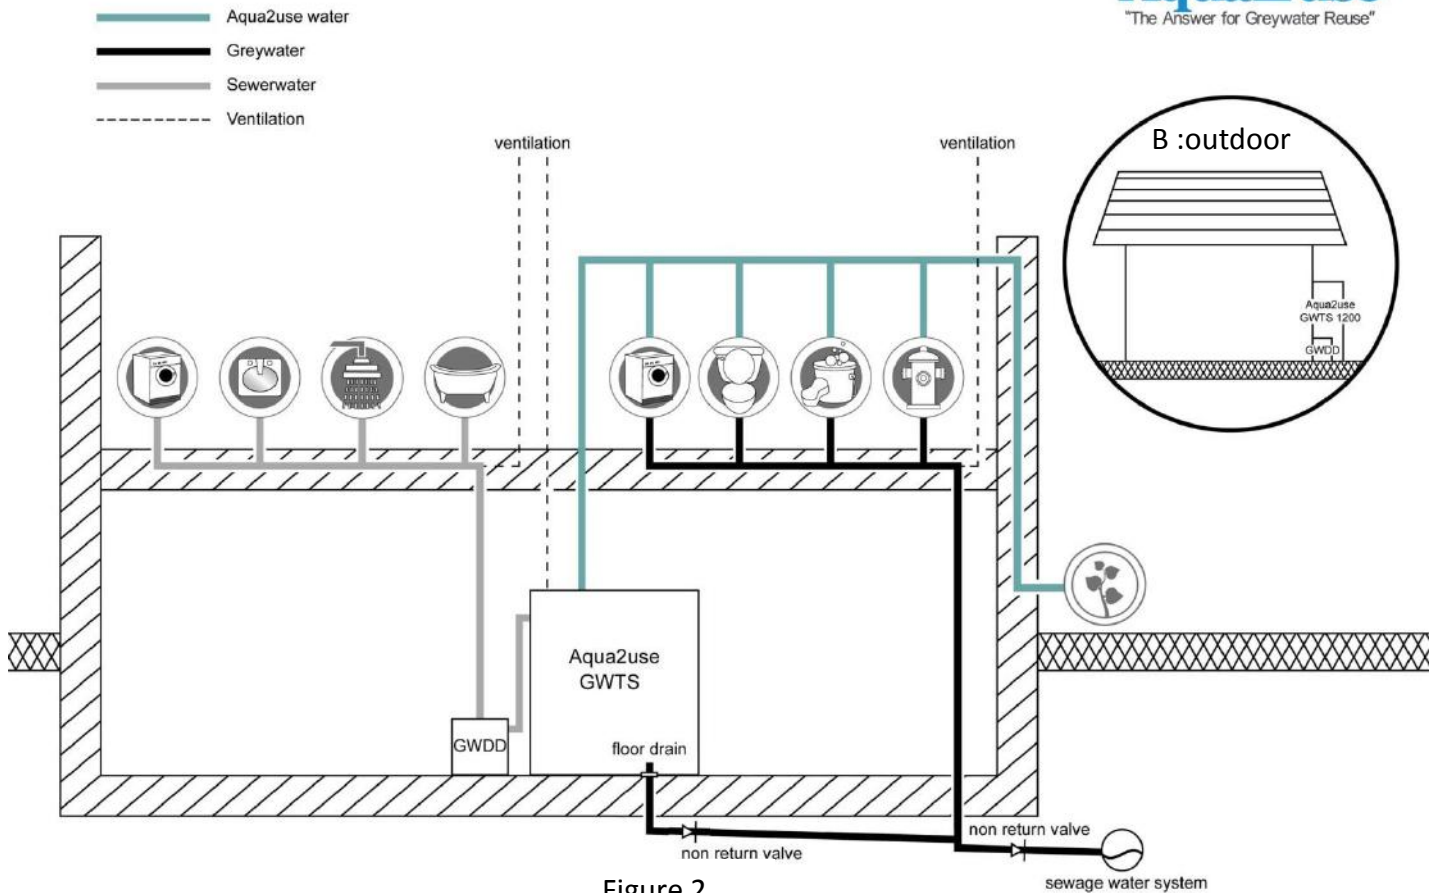 Aqua2use water
"The Answer for Greywater Reuse"
Greywater
Sewerwater
Ventilation
ventilation
ventilation
B :outdoor
Aqua2use
GWTS 1200
GWDD
Aqua2use
GWTS
GWDD
floor drain
non return valve
non return valve
sewage water system
Figure 2